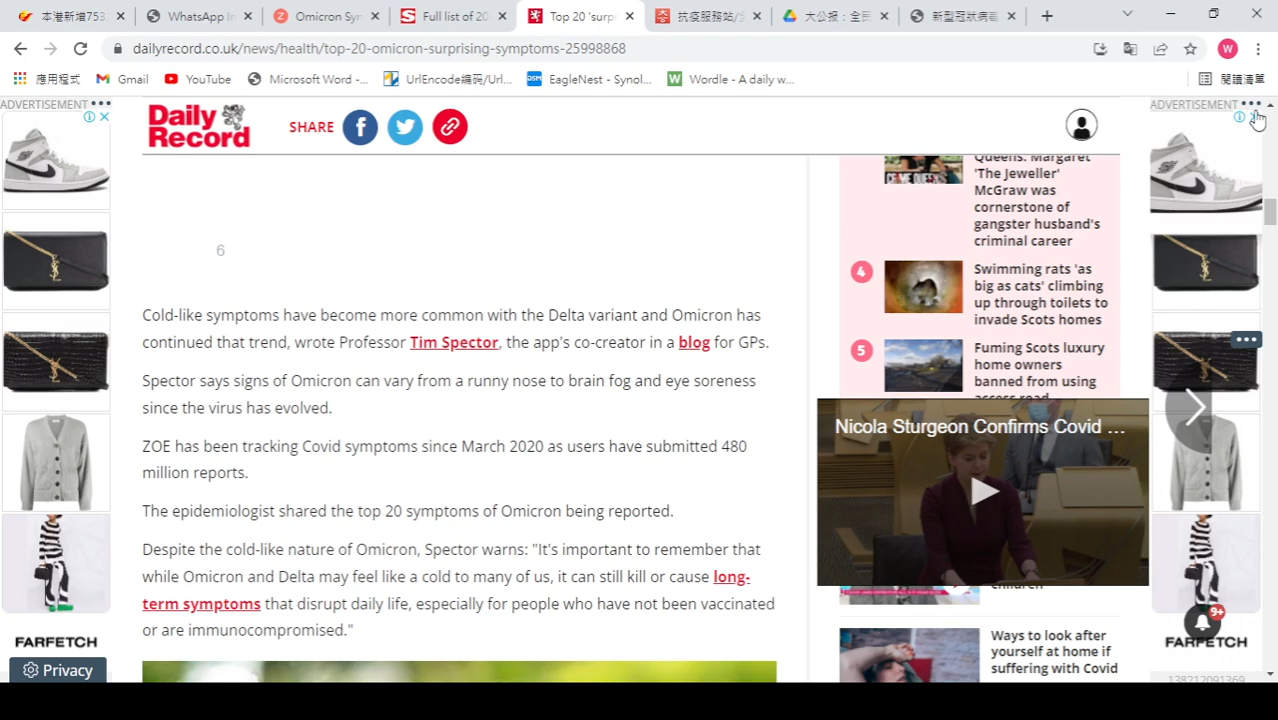 本港新增753
WhatsApp In
Omicron Syn
Full list of 20
Top 20 'surp
抗疫服務站/
大公报：全民
新型冠狀病毒
dailyrecord.co.uk/news/health/top-20-omicron-surprising-symptoms-25998868
W
應用程式
Gmail
YouTube
Microsoft Word -...
UrlEncode编码/Url...
EagleNest - Synol...
Wordle - A daily w...
閱讀清單
ADVERTISEMENT
Daily
Record
SHARE
ADVERTISEMENT
6
Cold-like symptoms have become more common with the Delta variant and Omicron has
continued that trend, wrote Professor Tim Spector, the app's co-creator in a blog for GPs.
Spector says signs of Omicron can vary from a runny nose to brain fog and eye soreness
since the virus has evolved.
ZOE has been tracking Covid symptoms since March 2020 as users have submitted 480
million reports.
The epidemiologist shared the top 20 symptoms of Omicron being reported.
Despite the cold-like nature of Omicron, Spector warns: "It's important to remember that
while Omicron and Delta may feel like a cold to many of us, it can still kill or cause long-
term symptoms that disrupt daily life, especially for people who have not been vaccinated
or are immunocompromised."
Queens: Margaret
'The Jeweller'
McGraw was
cornerstone of
gangster husband's
criminal career
4
Swimming rats 'as
big as cats' climbing
up through toilets to
invade Scots homes
5
Fuming Scots luxury
home owners
banned from using
access road
Nicola Sturgeon Confirms Covid ...
children
Ways to look after
yourself at home if
suffering with Covid
FARFETCH
Privacy
9+
FARFETCH
138212091369